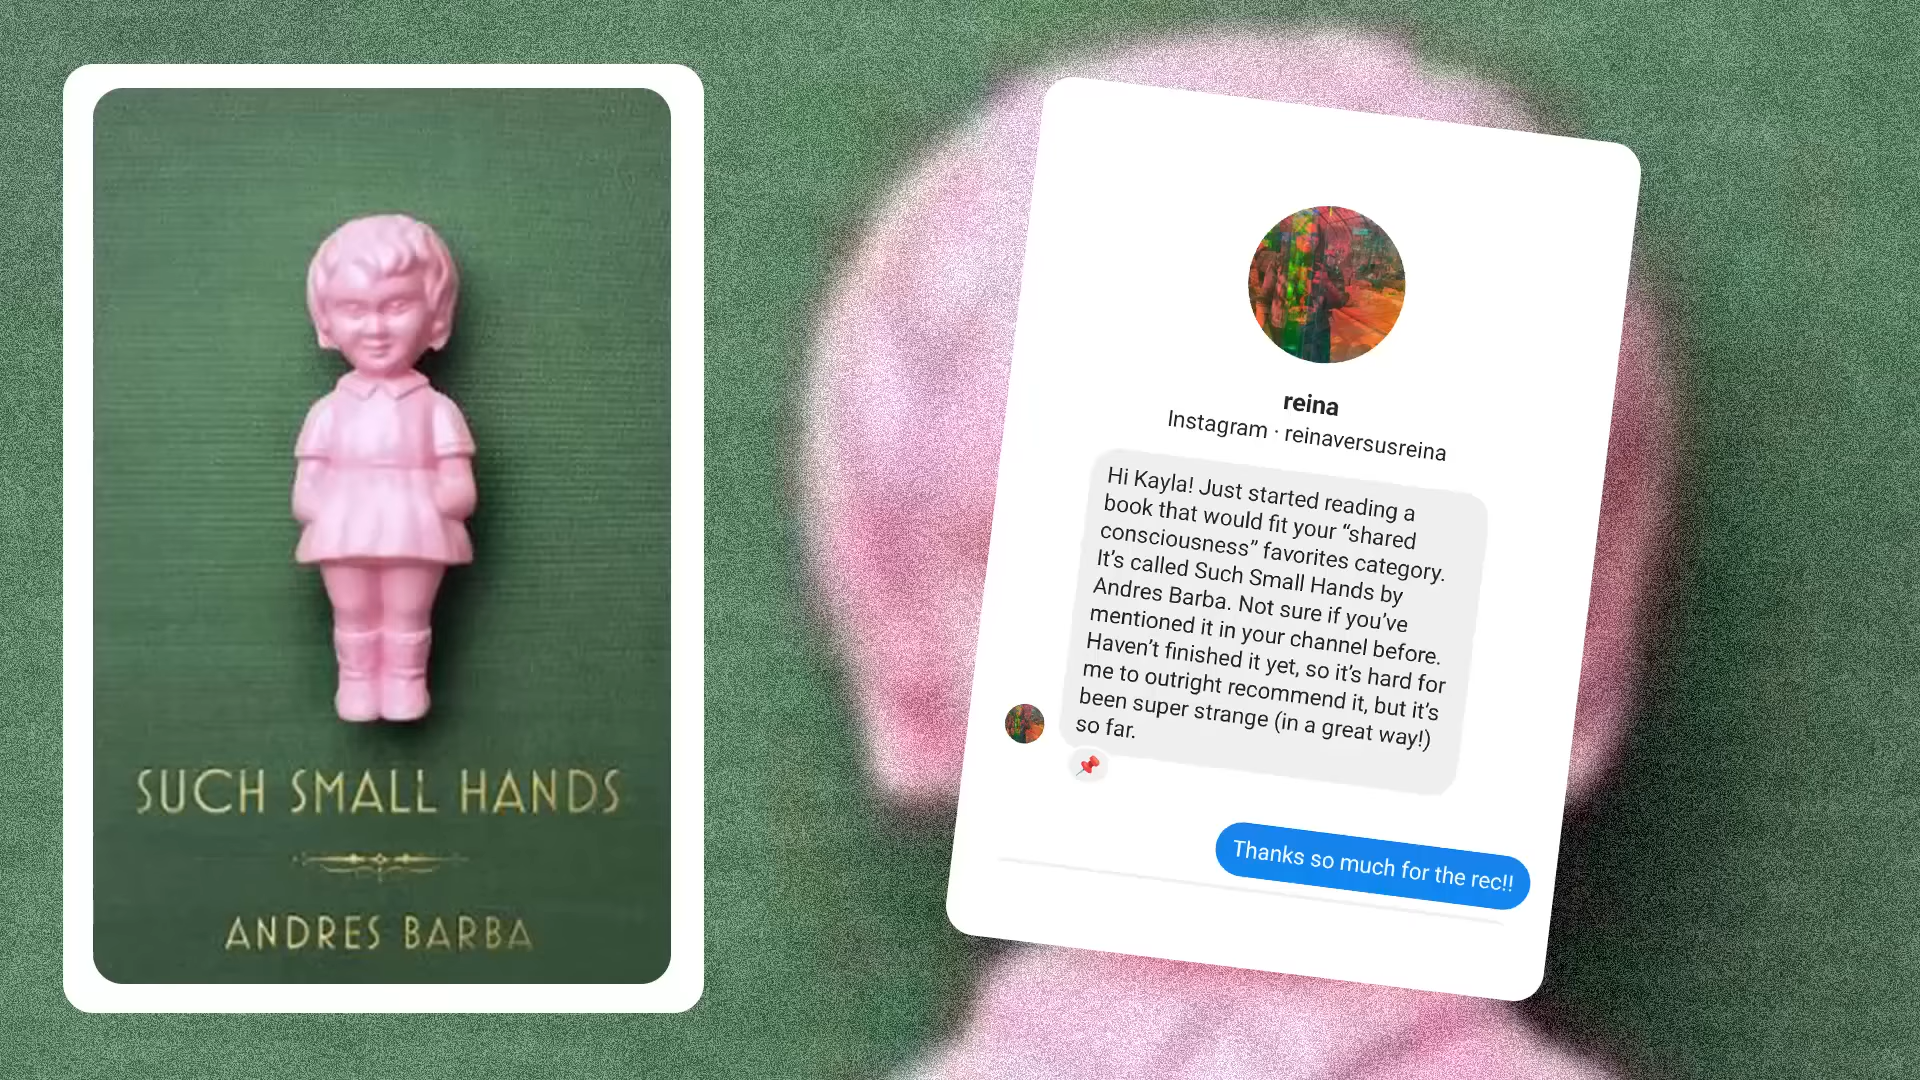 SUCH SMALL HANDS
ANDRES BARBA
reina
Instagram · reinaversusreina
Hi Kayla! Just started reading a
book that would fit your “shared
consciousness” favorites category.
It’s called Such Small Hands by
Andres Barba. Not sure if you’ve
mentioned it in your channel before.
Haven’t finished it yet, so it’s hard for
me to outright recommend it, but it’s
been super strange (in a great way!)
so far.
Thanks so much for the rec!!